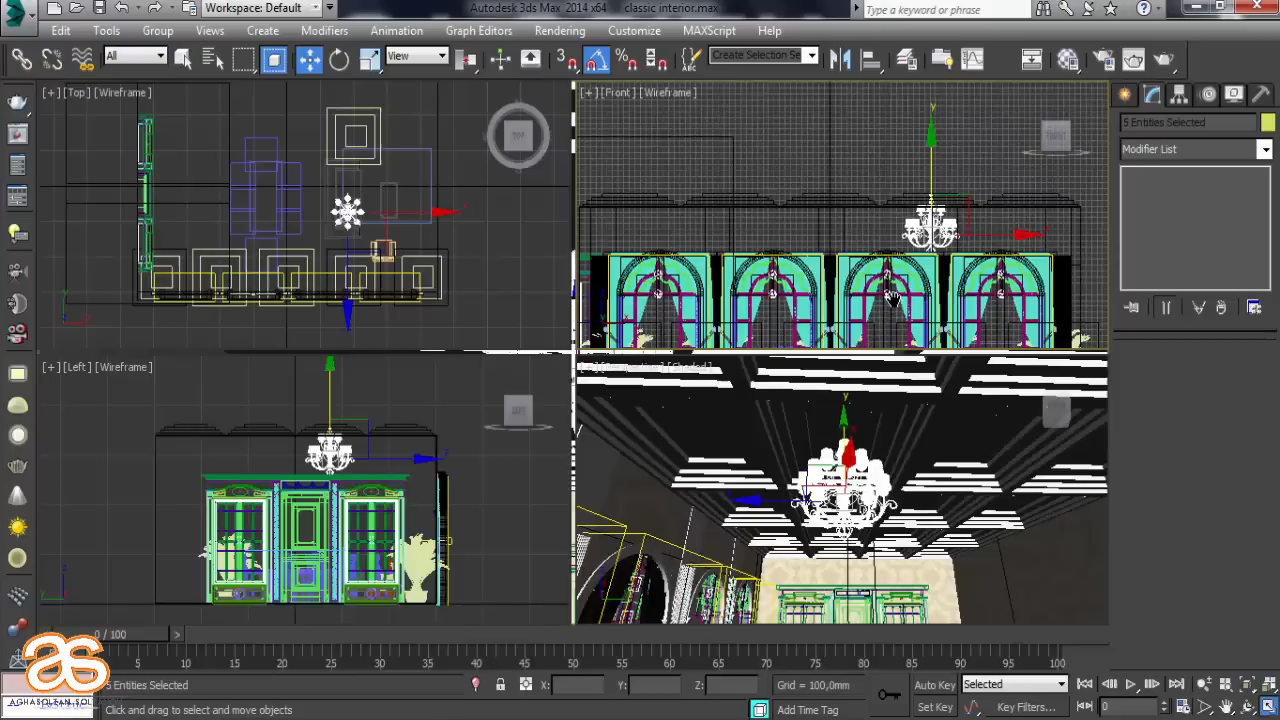 Workspace: Default
Autodesk 3ds Max 2014 x64    classic interior.max
Type a keyword or phrase
Edit Tools Group Views Create Modifiers Animation Graph Editors Rendering Customize MAXScript Help
All
View
Create Selection Se
[+] [Top] [Wireframe]
[+] [Front] [Wireframe]
5 Entities Selected
Modifier List
[+] [Left] [Wireframe]
0 / 100
5 10 15 20 25 30 35 40 45 50 55 60 65 70 75 80 85 90 95 100
5 Entities Selected
X: Y: Z:
Grid = 100,0mm
Auto Key
Selected
Click and drag to select and move objects
Add Time Tag
Set Key
Key Filters...
0
as
AGHASOLTAN.SOL